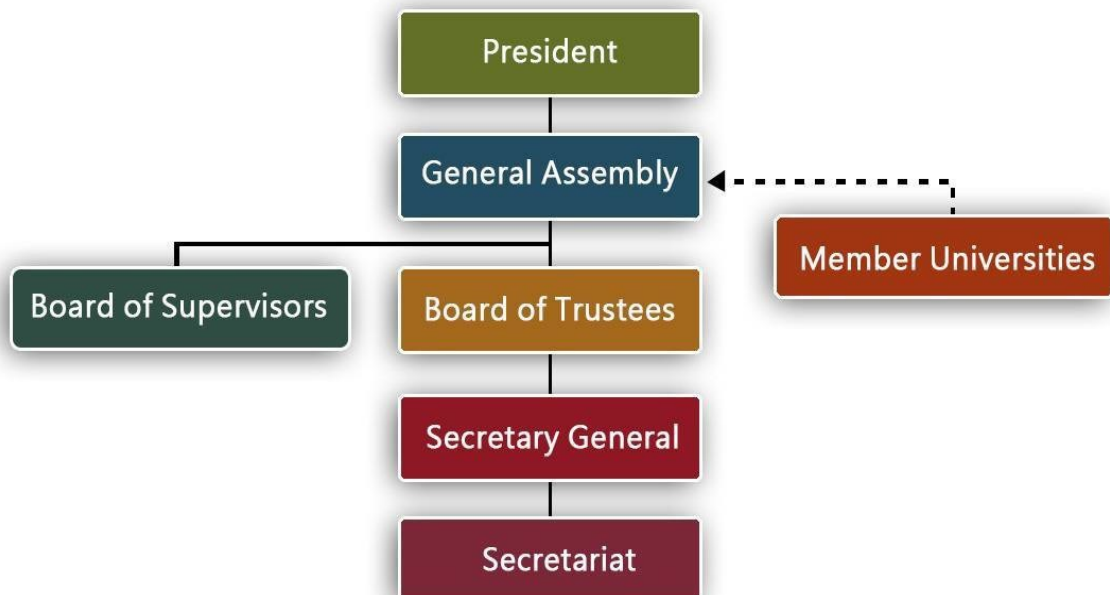 President
General Assembly
Member Universities
Board of Supervisors
Board of Trustees
Secretary General
Secretariat